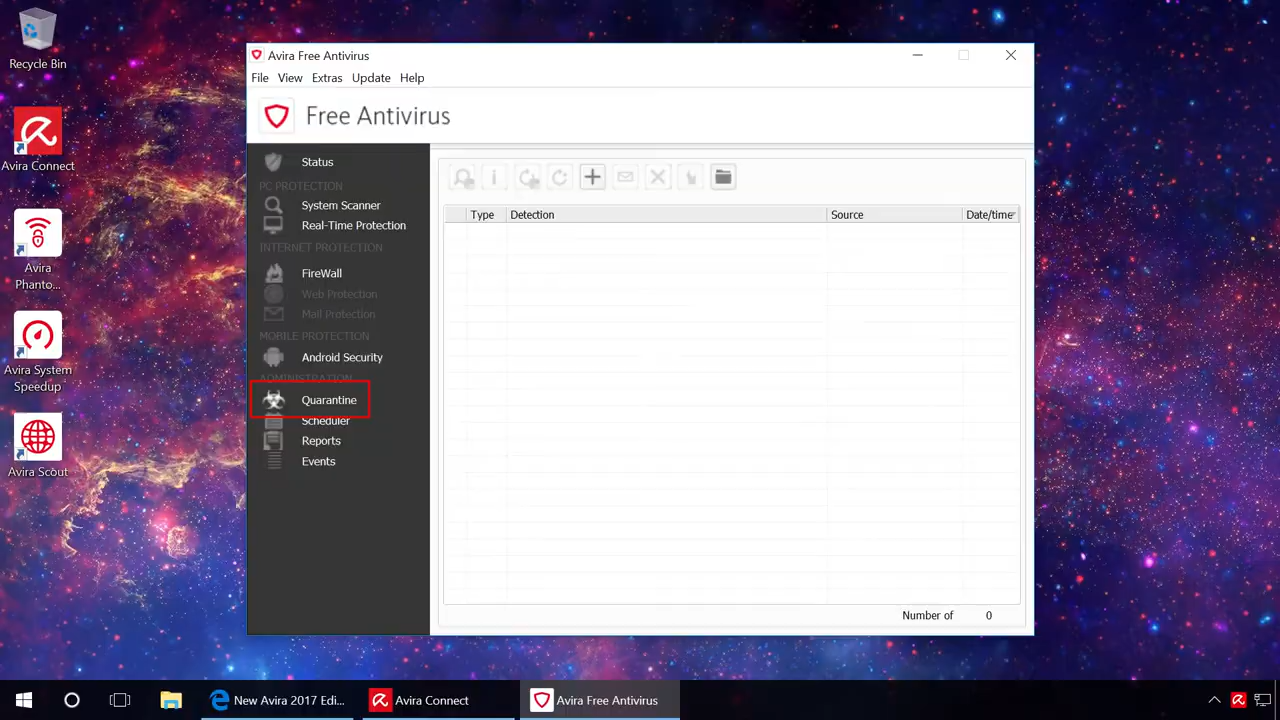 Recycle Bin
Avira Connect
Avira
Phanto...
Avira System
Speedup
Avira Scout
Avira Free Antivirus
File View Extras Update Help
Free Antivirus
Status
PC PROTECTION
System Scanner
Real-Time Protection
INTERNET PROTECTION
FireWall
Web Protection
Mail Protection
MOBILE PROTECTION
Android Security
ADMINISTRATION
Quarantine
Scheduler
Reports
Events
Type Detection Source Date/time
Number of 0
New Avira 2017 Edi... Avira Connect Avira Free Antivirus